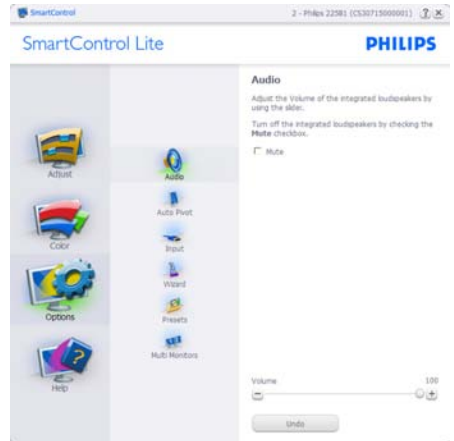 SmartControl
2 - Philips 225B1 (CS30715000001)
SmartControl Lite
PHILIPS
Adjust
Color
Options
Help
Audio
Auto Pivot
Input
Wizard
Presets
Multi Monitors
Audio
Adjust the Volume of the integrated loudspeakers by
using the slider.
Turn off the integrated loudspeakers by checking the
Mute checkbox.
Mute
Volume 100
Undo